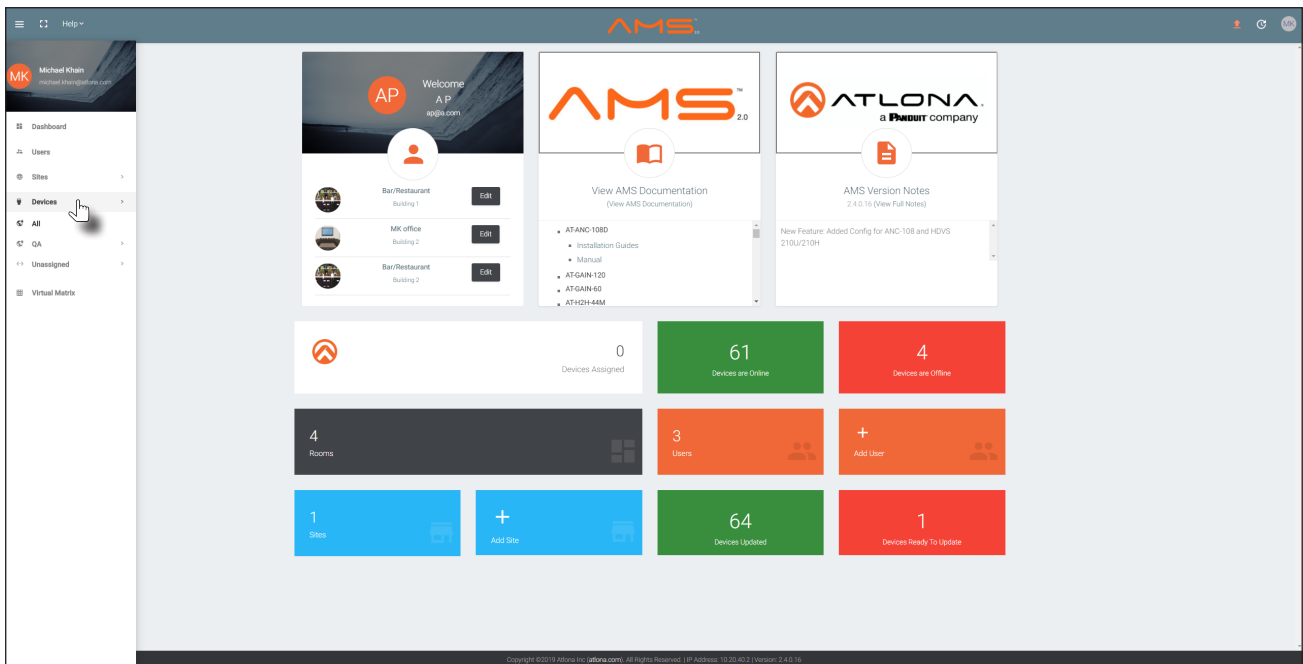 Help
AMS™ 2.0
MK
MK
Michael Khain
michael.khain@atlona.com
Dashboard
Users
Sites
Devices
All
QA
Unassigned
Virtual Matrix
AP
Welcome
A P
ap@a.com
Bar/Restaurant
Building 1
Edit
MK office
Building 2
Edit
Bar/Restaurant
Building 2
Edit
AMS™ 2.0
View AMS Documentation
(View AMS Documentation)
AT-ANC-108D
Installation Guides
Manual
AT-GAIN-120
AT-GAIN-60
AT-H2H-44M
ATLONA.
a PANDUIT company
AMS Version Notes
2.4.0.16 (View Full Notes)
New Feature: Added Config for ANC-108 and HDVS
210U/210H
0
Devices Assigned
61
Devices are Online
4
Devices are Offline
4
Rooms
3
Users
+
Add User
1
Sites
+
Add Site
64
Devices Updated
1
Devices Ready To Update
Copyright ©2019 Atlona Inc (atlona.com). All Rights Reserved. | IP Address: 10.20.40.2 | Version: 2.4.0.16